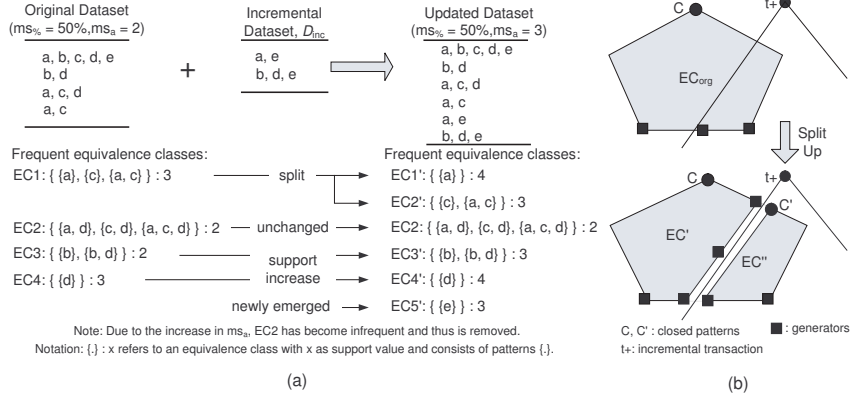 Original Dataset
(ms% = 50%,msa = 2)
a, b, c, d, e
b, d
a, c, d
a, c
+
Incremental
Dataset, Dinc
a, e
b, d, e
Updated Dataset
(ms% = 50%,msa = 3)
a, b, c, d, e
b, d
a, c, d
a, c
a, e
b, d, e
Frequent equivalence classes:
Frequent equivalence classes:
EC1: { {a}, {c}, {a, c} } : 3
split
EC1': { {a} } : 4
EC2': { {c}, {a, c} } : 3
EC2: { {a, d}, {c, d}, {a, c, d} } : 2
unchanged
EC2: { {a, d}, {c, d}, {a, c, d} } : 2
EC3: { {b}, {b, d} } : 2
support
increase
EC3': { {b}, {b, d} } : 3
EC4: { {d} } : 3
EC4': { {d} } : 4
newly emerged
EC5': { {e} } : 3
Note: Due to the increase in msa, EC2 has become infrequent and thus is removed.
Notation: {.} : x refers to an equivalence class with x as support value and consists of patterns {.}.
(a)
C
t+
ECorg
Split
Up
C
t+
C'
EC'
EC''
C, C' : closed patterns
: generators
t+: incremental transaction
(b)